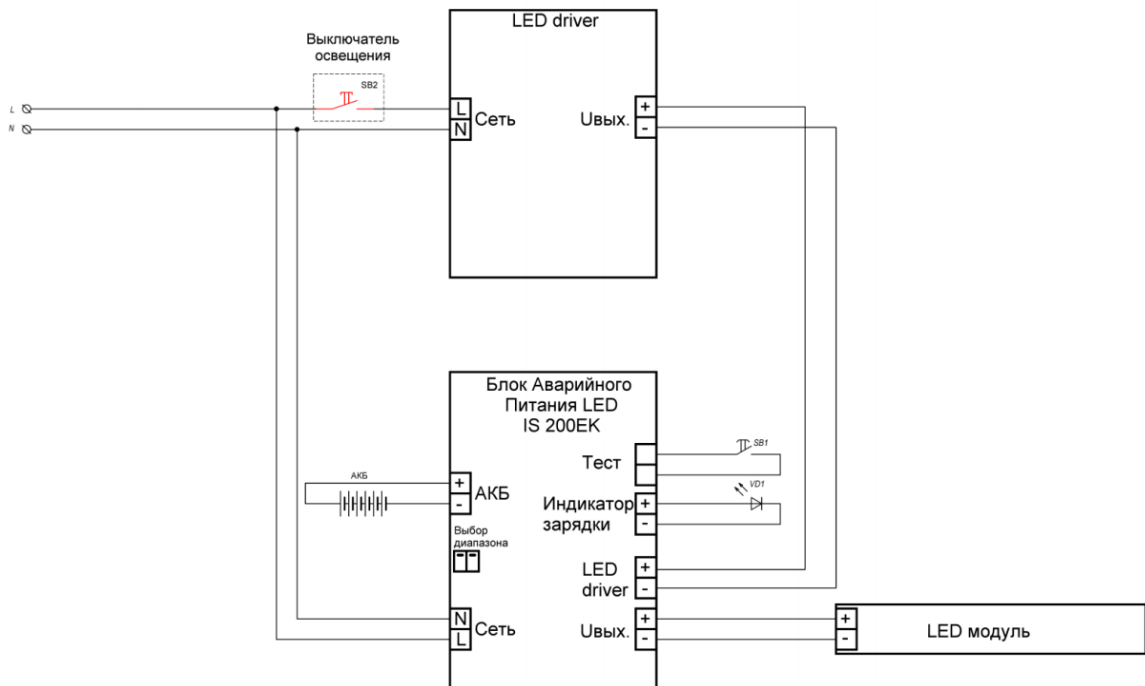 LED driver
Выключатель
освещения
SB2
L
N
L
N
Сеть
Uвых.
+
-
Блок Аварийного
Питания LED
IS 200EK
Тест
SB1
АКБ
+
-
АКБ
Индикатор
зарядки
+
-
VD1
Выбор
диапазона
LED
driver
+
-
N
L
Сеть
Uвых.
+
-
+
-
LED модуль